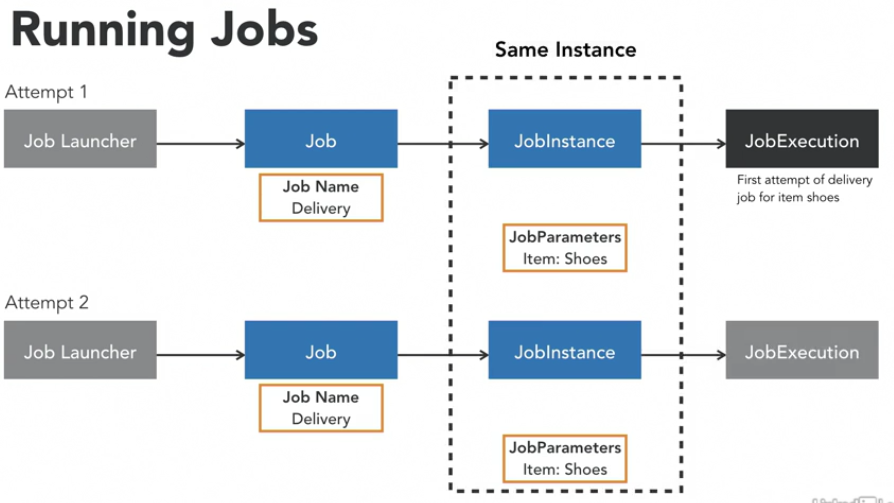 Running Jobs
Same Instance
Attempt 1
Job Launcher
Job
JobInstance
JobExecution
Job Name
Delivery
First attempt of delivery
job for item shoes
JobParameters
Item: Shoes
Attempt 2
Job Launcher
Job
JobInstance
JobExecution
Job Name
Delivery
JobParameters
Item: Shoes